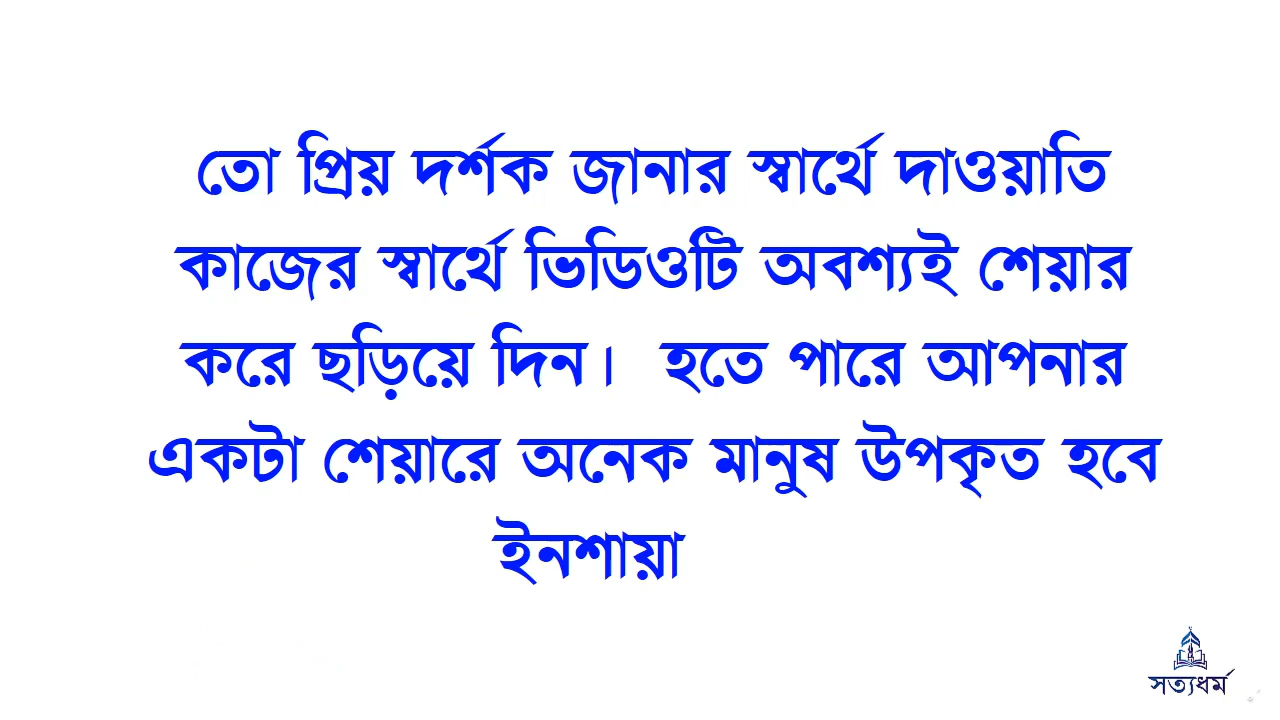 তো প্রিয় দর্শক জানার স্বার্থে দাওয়াতি
কাজের স্বার্থে ভিডিওটি অবশ্যই শেয়ার
করে ছড়িয়ে দিন। হতে পারে আপনার
একটা শেয়ারে অনেক মানুষ উপকৃত হবে
ইনশায়া
সত্যধর্ম